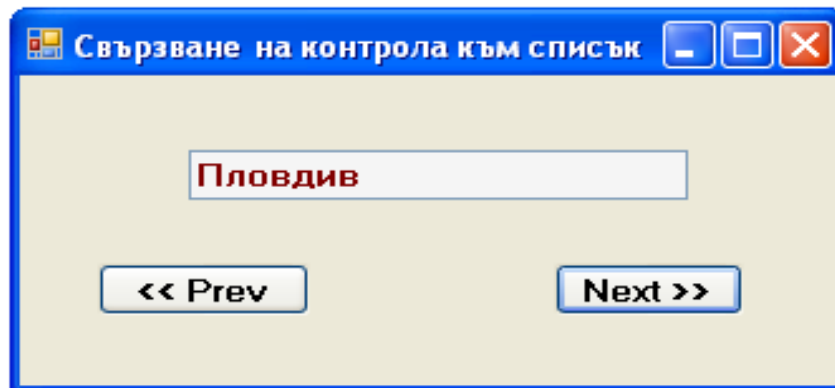 Свързване на контрола към списък
Пловдив
<< Prev
Next >>